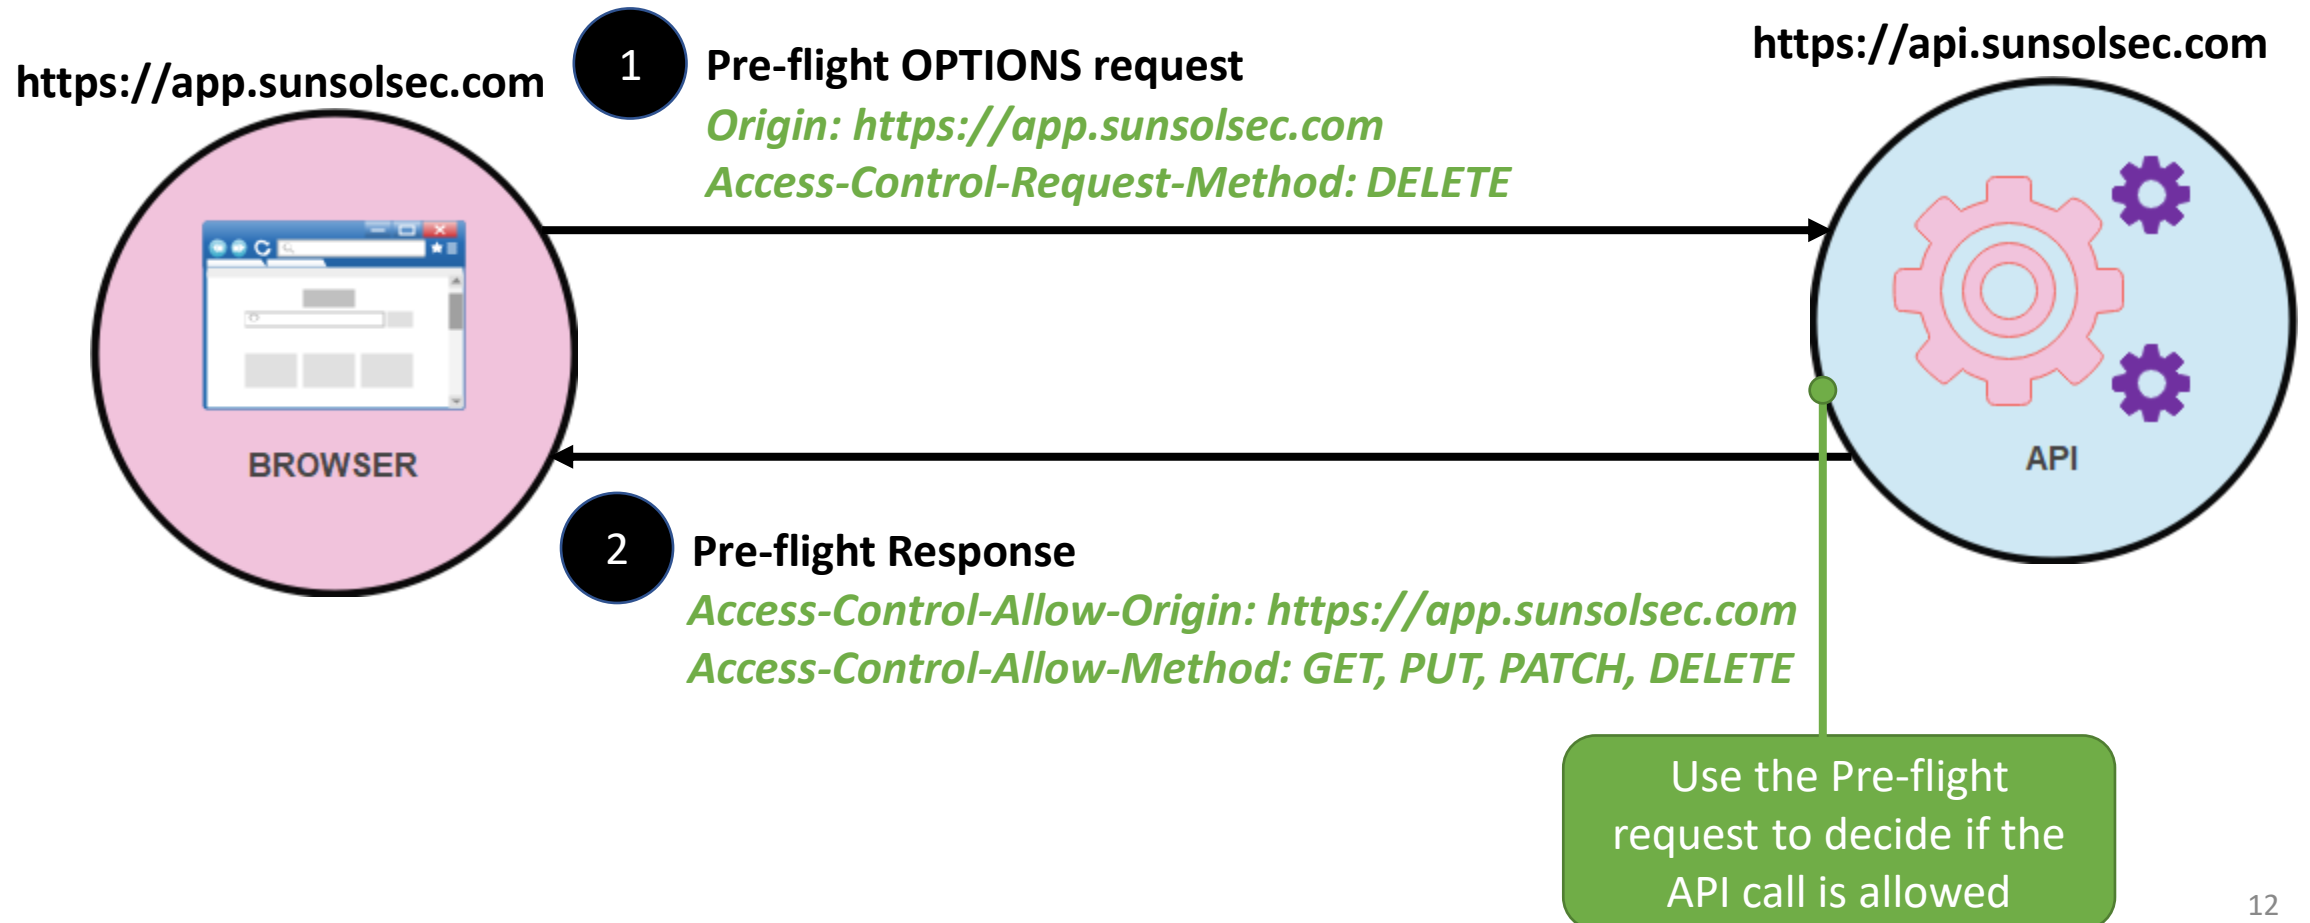 https://app.sunsolsec.com
1
Pre-flight OPTIONS request
Origin: https://app.sunsolsec.com
Access-Control-Request-Method: DELETE
https://api.sunsolsec.com
BROWSER
API
2
Pre-flight Response
Access-Control-Allow-Origin: https://app.sunsolsec.com
Access-Control-Allow-Method: GET, PUT, PATCH, DELETE
Use the Pre-flight
request to decide if the
API call is allowed
12